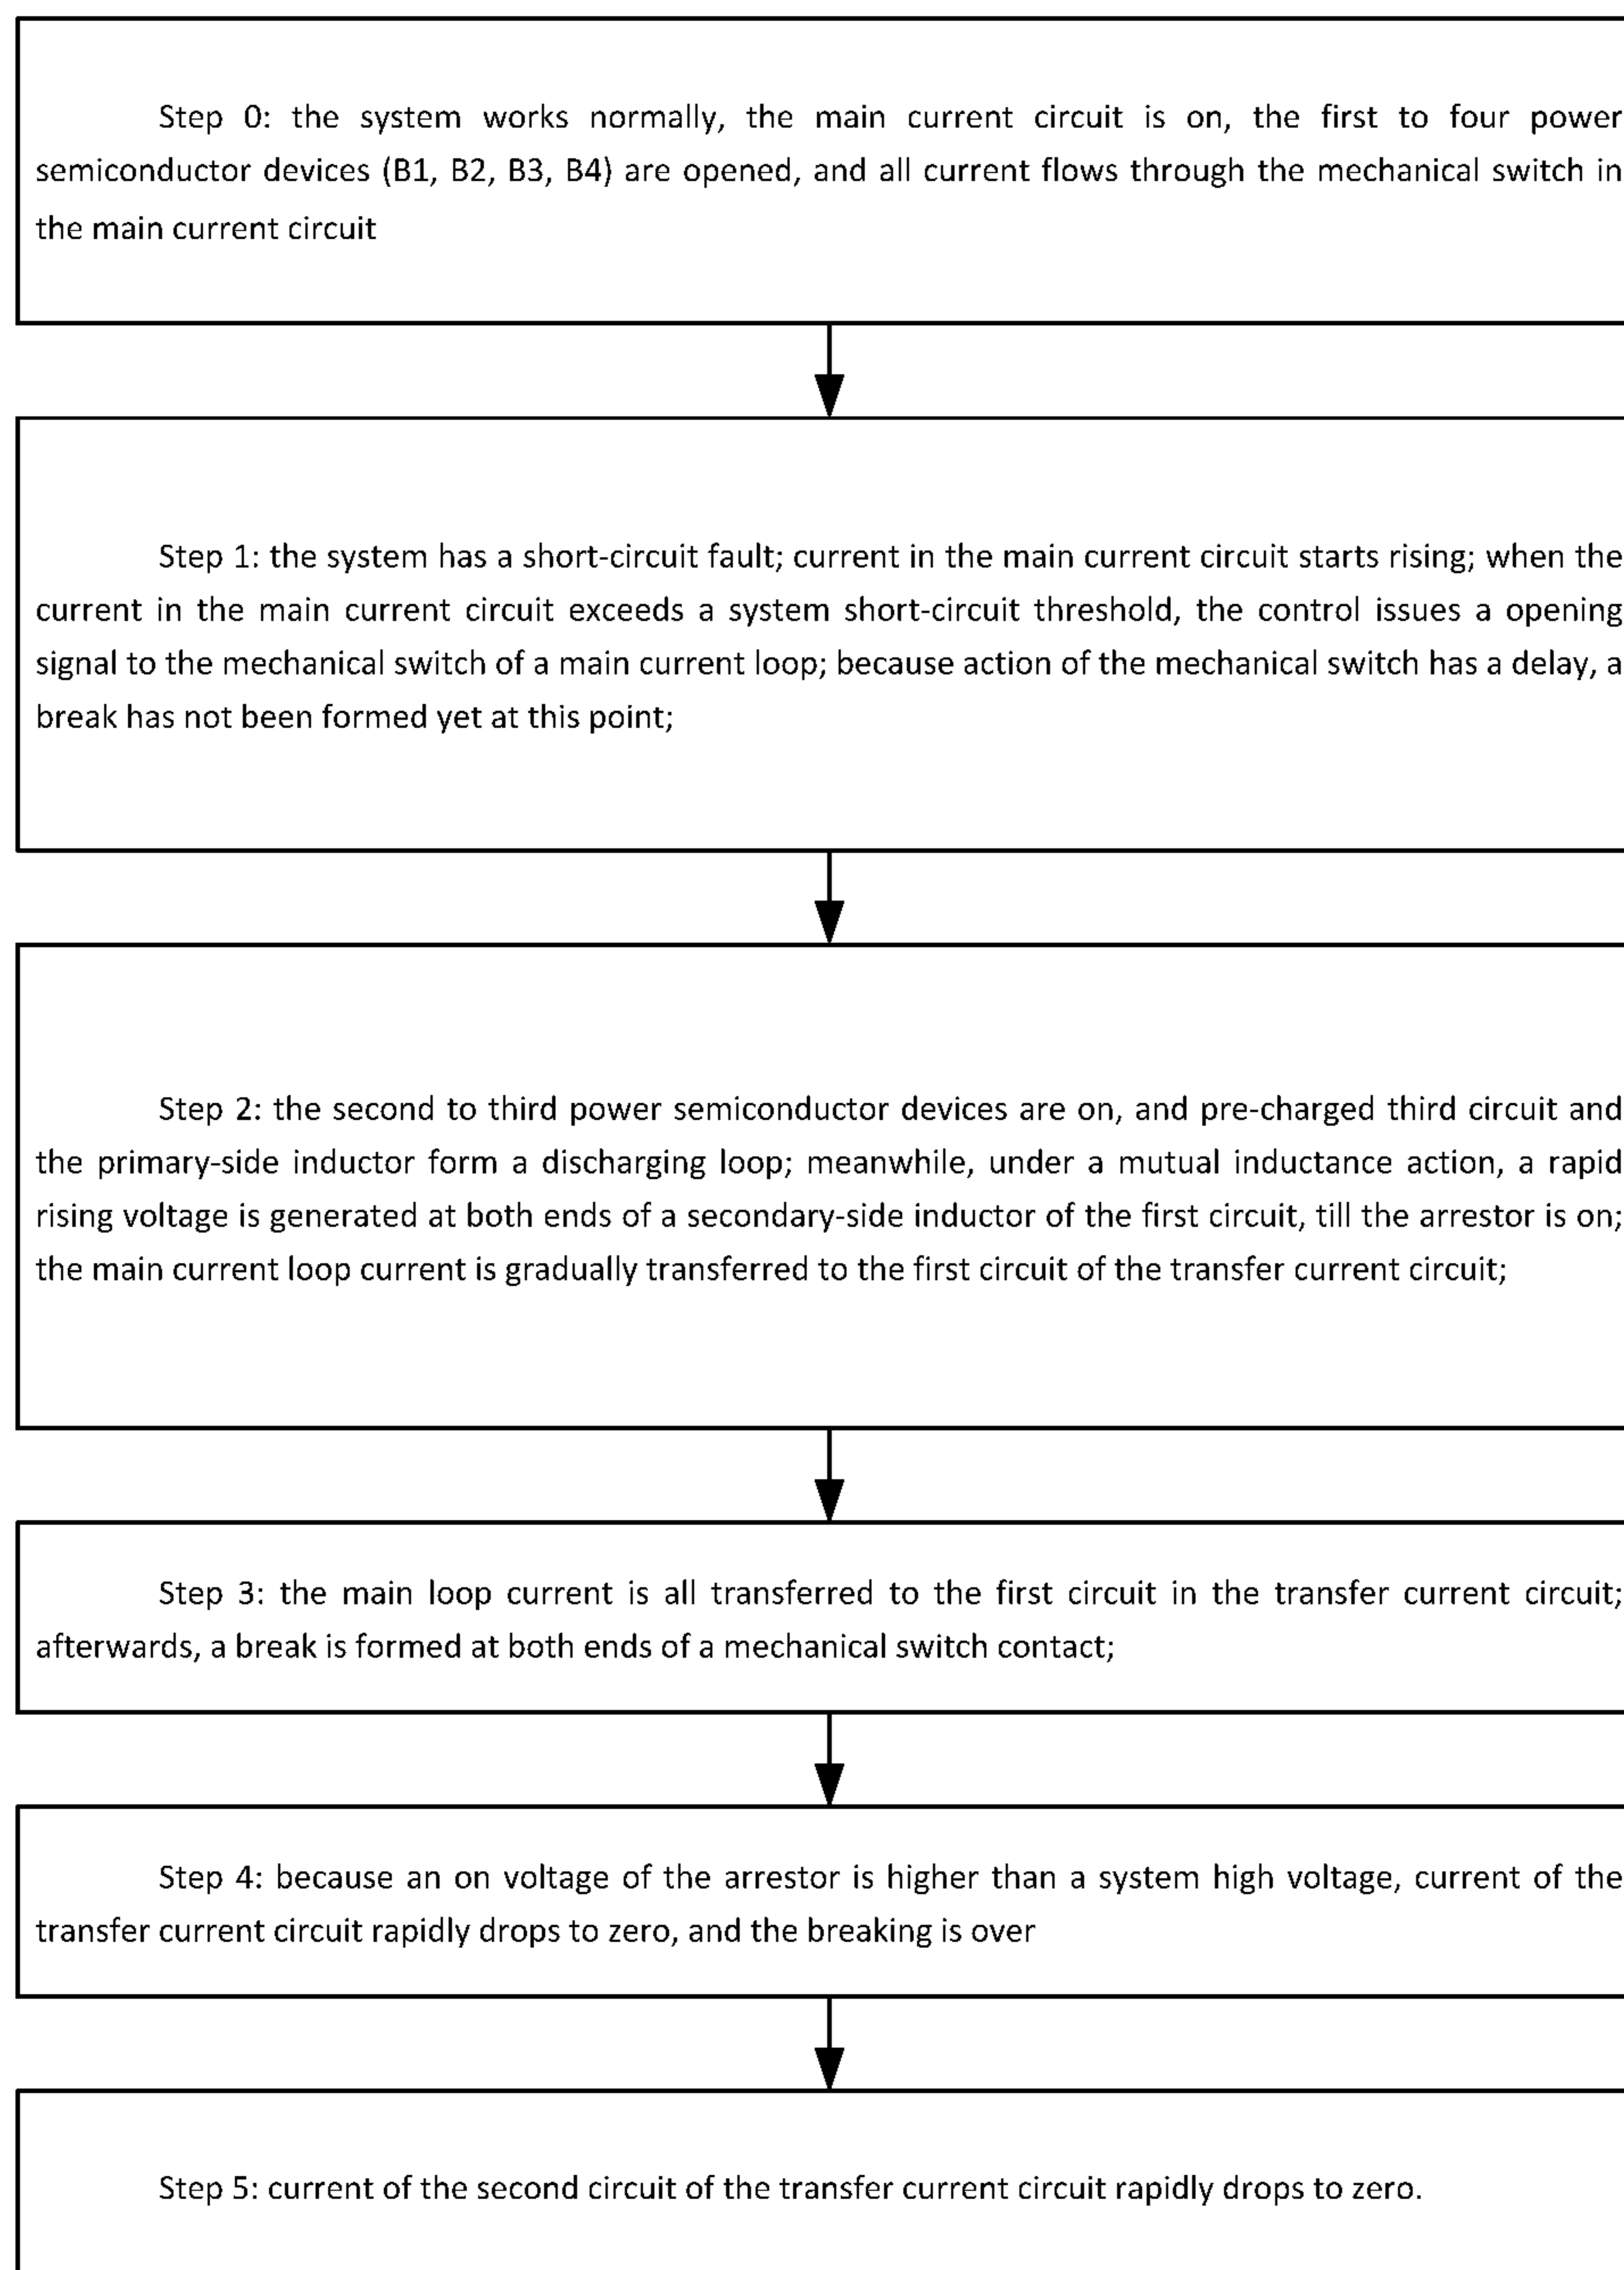 Step 0: the system works normally, the main current circuit is on, the first to four power
semiconductor devices (B1, B2, B3, B4) are opened, and all current flows through the mechanical switch in
the main current circuit
Step 1: the system has a short-circuit fault; current in the main current circuit starts rising; when the
current in the main current circuit exceeds a system short-circuit threshold, the control issues a opening
signal to the mechanical switch of a main current loop; because action of the mechanical switch has a delay, a
break has not been formed yet at this point;
Step 2: the second to third power semiconductor devices are on, and pre-charged third circuit and
the primary-side inductor form a discharging loop; meanwhile, under a mutual inductance action, a rapid
rising voltage is generated at both ends of a secondary-side inductor of the first circuit, till the arrestor is on;
the main current loop current is gradually transferred to the first circuit of the transfer current circuit;
Step 3: the main loop current is all transferred to the first circuit in the transfer current circuit;
afterwards, a break is formed at both ends of a mechanical switch contact;
Step 4: because an on voltage of the arrestor is higher than a system high voltage, current of the
transfer current circuit rapidly drops to zero, and the breaking is over
Step 5: current of the second circuit of the transfer current circuit rapidly drops to zero.